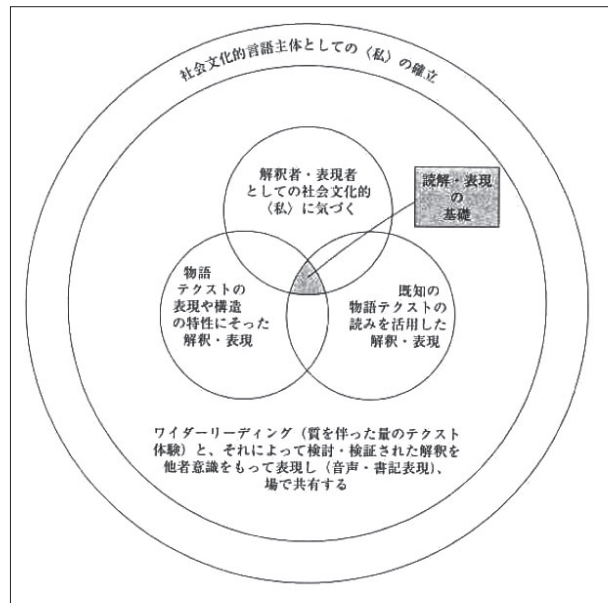 社会文化的言語主体としての〈私〉の確立
解釈者・表現者
としての社会文化的
〈私〉に気づく
読解・表現
の
基礎
物語
テクストの
表現や構造
の特性にそった
解釈・表現
既知の
物語テクストの
読みを活用した
解釈・表現
ワイダーリーディング（質を伴った量のテクスト
体験）と、それによって検討・検証された解釈を
他者意識をもって表現し（音声・書記表現）、
場で共有する